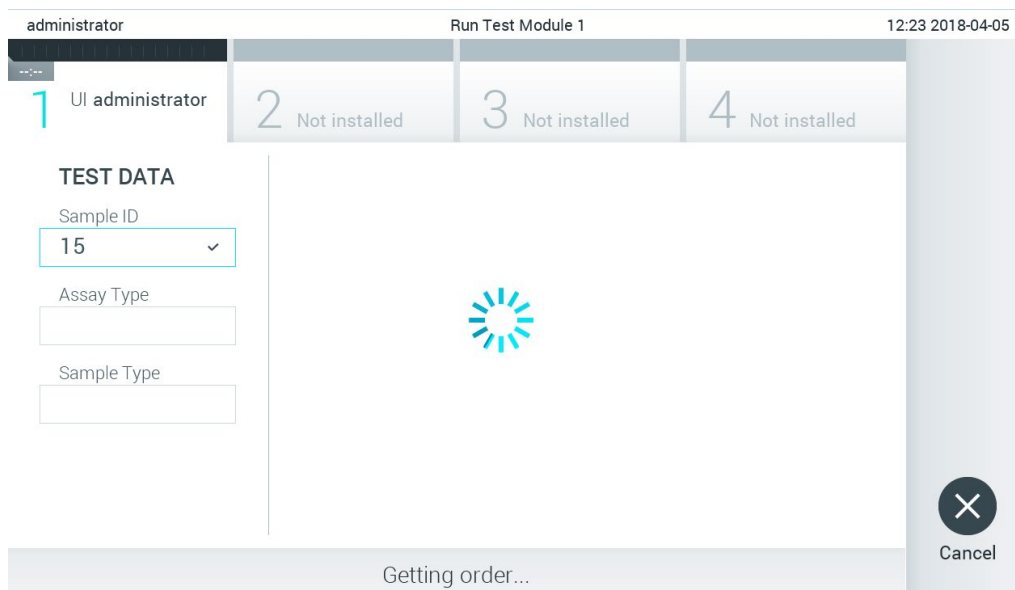 administrator
Run Test Module 1
12:23 2018-04-05
--:--
1 UI administrator
2 Not installed
3 Not installed
4 Not installed
TEST DATA
Sample ID
15
Assay Type
Sample Type
Cancel
Getting order...